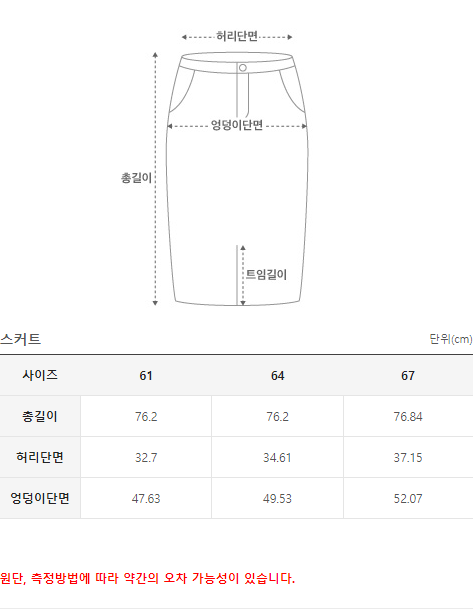 허리단면
엉덩이단면
총길이
트임길이
스커트 단위(cm)
사이즈 61 64 67
총길이 76.2 76.2 76.84
허리단면 32.7 34.61 37.15
엉덩이단면 47.63 49.53 52.07
원단, 측정방법에 따라 약간의 오차 가능성이 있습니다.